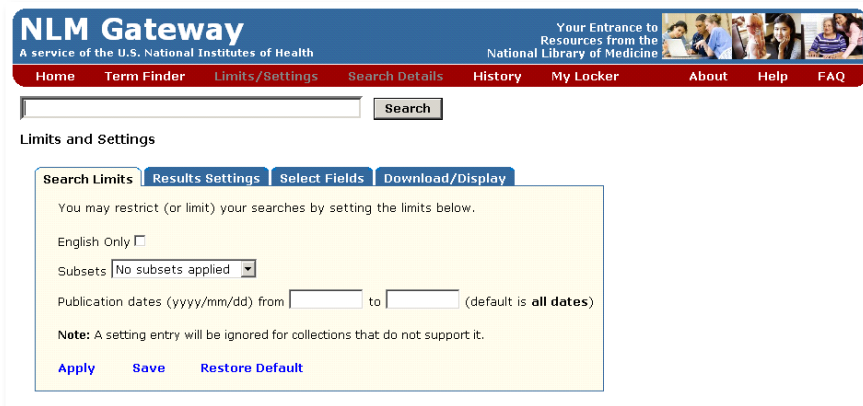 NLM Gateway
A service of the U.S. National Institutes of Health
Your Entrance to
Resources from the
National Library of Medicine
Home Term Finder Limits/Settings Search Details History My Locker About Help FAQ
Search
Limits and Settings
Search Limits Results Settings Select Fields Download/Display
You may restrict (or limit) your searches by setting the limits below.
English Only
Subsets No subsets applied
Publication dates (yyyy/mm/dd) from to (default is all dates)
Note: A setting entry will be ignored for collections that do not support it.
Apply Save Restore Default